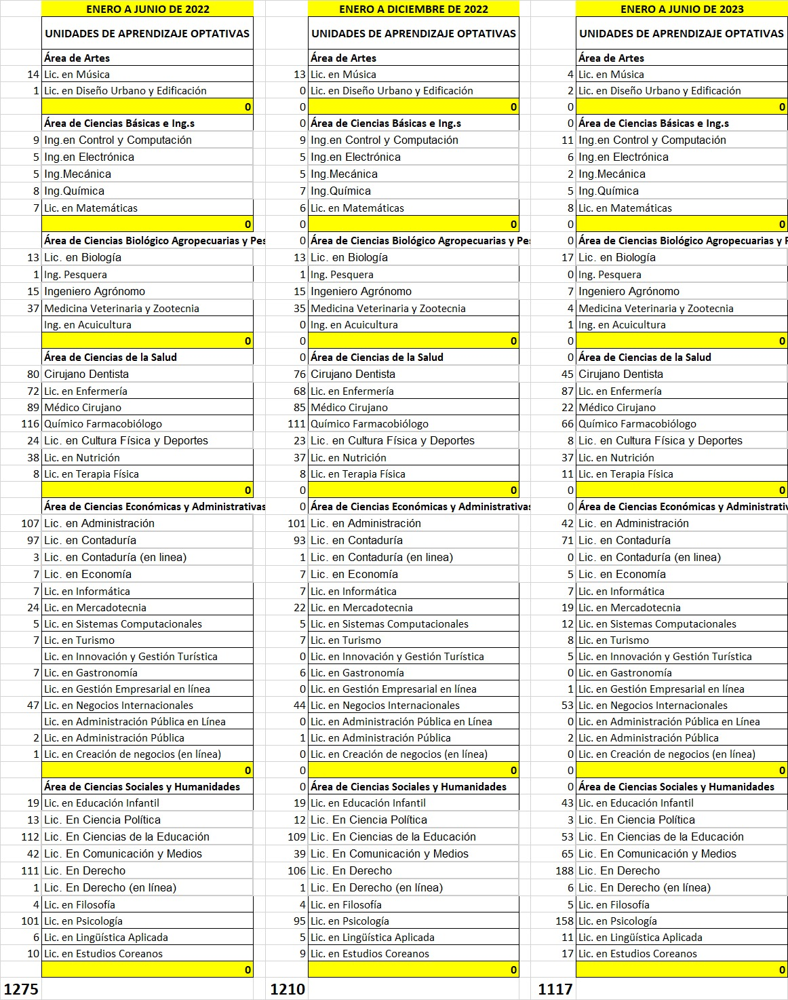 ENERO A JUNIO DE 2022 ENERO A DICIEMBRE DE 2022 ENERO A JUNIO DE 2023
UNIDADES DE APRENDIZAJE OPTATIVAS UNIDADES DE APRENDIZAJE OPTATIVAS UNIDADES DE APRENDIZAJE OPTATIVAS
Área de Artes Área de Artes Área de Artes
14 Lic. en Música 13 Lic. en Música 4 Lic. en Música
1 Lic. en Diseño Urbano y Edificación 0 Lic. en Diseño Urbano y Edificación 2 Lic. en Diseño Urbano y Edificación
0 0 0 0 0
Área de Ciencias Básicas e Ing.s 0 Área de Ciencias Básicas e Ing.s 0 Área de Ciencias Básicas e Ing.s
9 Ing.en Control y Computación 9 Ing.en Control y Computación 11 Ing.en Control y Computación
5 Ing.en Electrónica 5 Ing.en Electrónica 6 Ing.en Electrónica
5 Ing.Mecánica 5 Ing.Mecánica 2 Ing.Mecánica
8 Ing.Química 7 Ing.Química 5 Ing.Química
7 Lic. en Matemáticas 6 Lic. en Matemáticas 8 Lic. en Matemáticas
0 0 0 0 0
Área de Ciencias Biológico Agropecuarias y Pes 0 Área de Ciencias Biológico Agropecuarias y Pes 0 Área de Ciencias Biológico Agropecuarias y P
13 Lic. en Biología 13 Lic. en Biología 17 Lic. en Biología
1 Ing. Pesquera 1 Ing. Pesquera 0 Ing. Pesquera
15 Ingeniero Agrónomo 15 Ingeniero Agrónomo 7 Ingeniero Agrónomo
37 Medicina Veterinaria y Zootecnia 35 Medicina Veterinaria y Zootecnia 4 Medicina Veterinaria y Zootecnia
Ing. en Acuicultura 0 Ing. en Acuicultura 1 Ing. en Acuicultura
0 0 0 0 0
Área de Ciencias de la Salud 0 Área de Ciencias de la Salud 0 Área de Ciencias de la Salud
80 Cirujano Dentista 76 Cirujano Dentista 45 Cirujano Dentista
72 Lic. en Enfermería 68 Lic. en Enfermería 87 Lic. en Enfermería
89 Médico Cirujano 85 Médico Cirujano 22 Médico Cirujano
116 Químico Farmacobiólogo 111 Químico Farmacobiólogo 66 Químico Farmacobiólogo
24 Lic. en Cultura Física y Deportes 23 Lic. en Cultura Física y Deportes 8 Lic. en Cultura Física y Deportes
38 Lic. en Nutrición 37 Lic. en Nutrición 37 Lic. en Nutrición
8 Lic. en Terapia Física 8 Lic. en Terapia Física 11 Lic. en Terapia Física
0 0 0 0 0
Área de Ciencias Económicas y Administrativas 0 Área de Ciencias Económicas y Administrativas 0 Área de Ciencias Económicas y Administrativ
107 Lic. en Administración 101 Lic. en Administración 42 Lic. en Administración
97 Lic. en Contaduría 93 Lic. en Contaduría 71 Lic. en Contaduría
3 Lic. en Contaduría (en linea) 1 Lic. en Contaduría (en linea) 0 Lic. en Contaduría (en linea)
7 Lic. en Economía 7 Lic. en Economía 5 Lic. en Economía
7 Lic. en Informática 7 Lic. en Informática 7 Lic. en Informática
24 Lic. en Mercadotecnia 22 Lic. en Mercadotecnia 19 Lic. en Mercadotecnia
5 Lic. en Sistemas Computacionales 5 Lic. en Sistemas Computacionales 12 Lic. en Sistemas Computacionales
7 Lic. en Turismo 7 Lic. en Turismo 8 Lic. en Turismo
Lic. en Innovación y Gestión Turística 0 Lic. en Innovación y Gestión Turística 5 Lic. en Innovación y Gestión Turística
7 Lic. en Gastronomía 6 Lic. en Gastronomía 0 Lic. en Gastronomía
Lic. en Gestión Empresarial en línea 0 Lic. en Gestión Empresarial en línea 1 Lic. en Gestión Empresarial en línea
47 Lic. en Negocios Internacionales 44 Lic. en Negocios Internacionales 53 Lic. en Negocios Internacionales
Lic. en Administración Pública en Línea 0 Lic. en Administración Pública en Línea 0 Lic. en Administración Pública en Línea
2 Lic. en Administración Pública 1 Lic. en Administración Pública 2 Lic. en Administración Pública
1 Lic. en Creación de negocios (en línea) 0 Lic. en Creación de negocios (en línea) 0 Lic. en Creación de negocios (en línea)
0 0 0 0 0
Área de Ciencias Sociales y Humanidades 0 Área de Ciencias Sociales y Humanidades 0 Área de Ciencias Sociales y Humanidades
19 Lic. en Educación Infantil 19 Lic. en Educación Infantil 43 Lic. en Educación Infantil
13 Lic. En Ciencia Política 12 Lic. En Ciencia Política 3 Lic. En Ciencia Política
112 Lic. En Ciencias de la Educación 109 Lic. En Ciencias de la Educación 53 Lic. En Ciencias de la Educación
42 Lic. En Comunicación y Medios 39 Lic. En Comunicación y Medios 65 Lic. En Comunicación y Medios
111 Lic. En Derecho 106 Lic. En Derecho 188 Lic. En Derecho
1 Lic. En Derecho (en línea) 1 Lic. En Derecho (en línea) 6 Lic. En Derecho (en línea)
4 Lic. en Filosofía 4 Lic. en Filosofía 5 Lic. en Filosofía
101 Lic. en Psicología 95 Lic. en Psicología 158 Lic. en Psicología
6 Lic. en Lingüística Aplicada 5 Lic. en Lingüística Aplicada 11 Lic. en Lingüística Aplicada
10 Lic. en Estudios Coreanos 9 Lic. en Estudios Coreanos 17 Lic. en Estudios Coreanos
0 0 0
1275 1210 1117